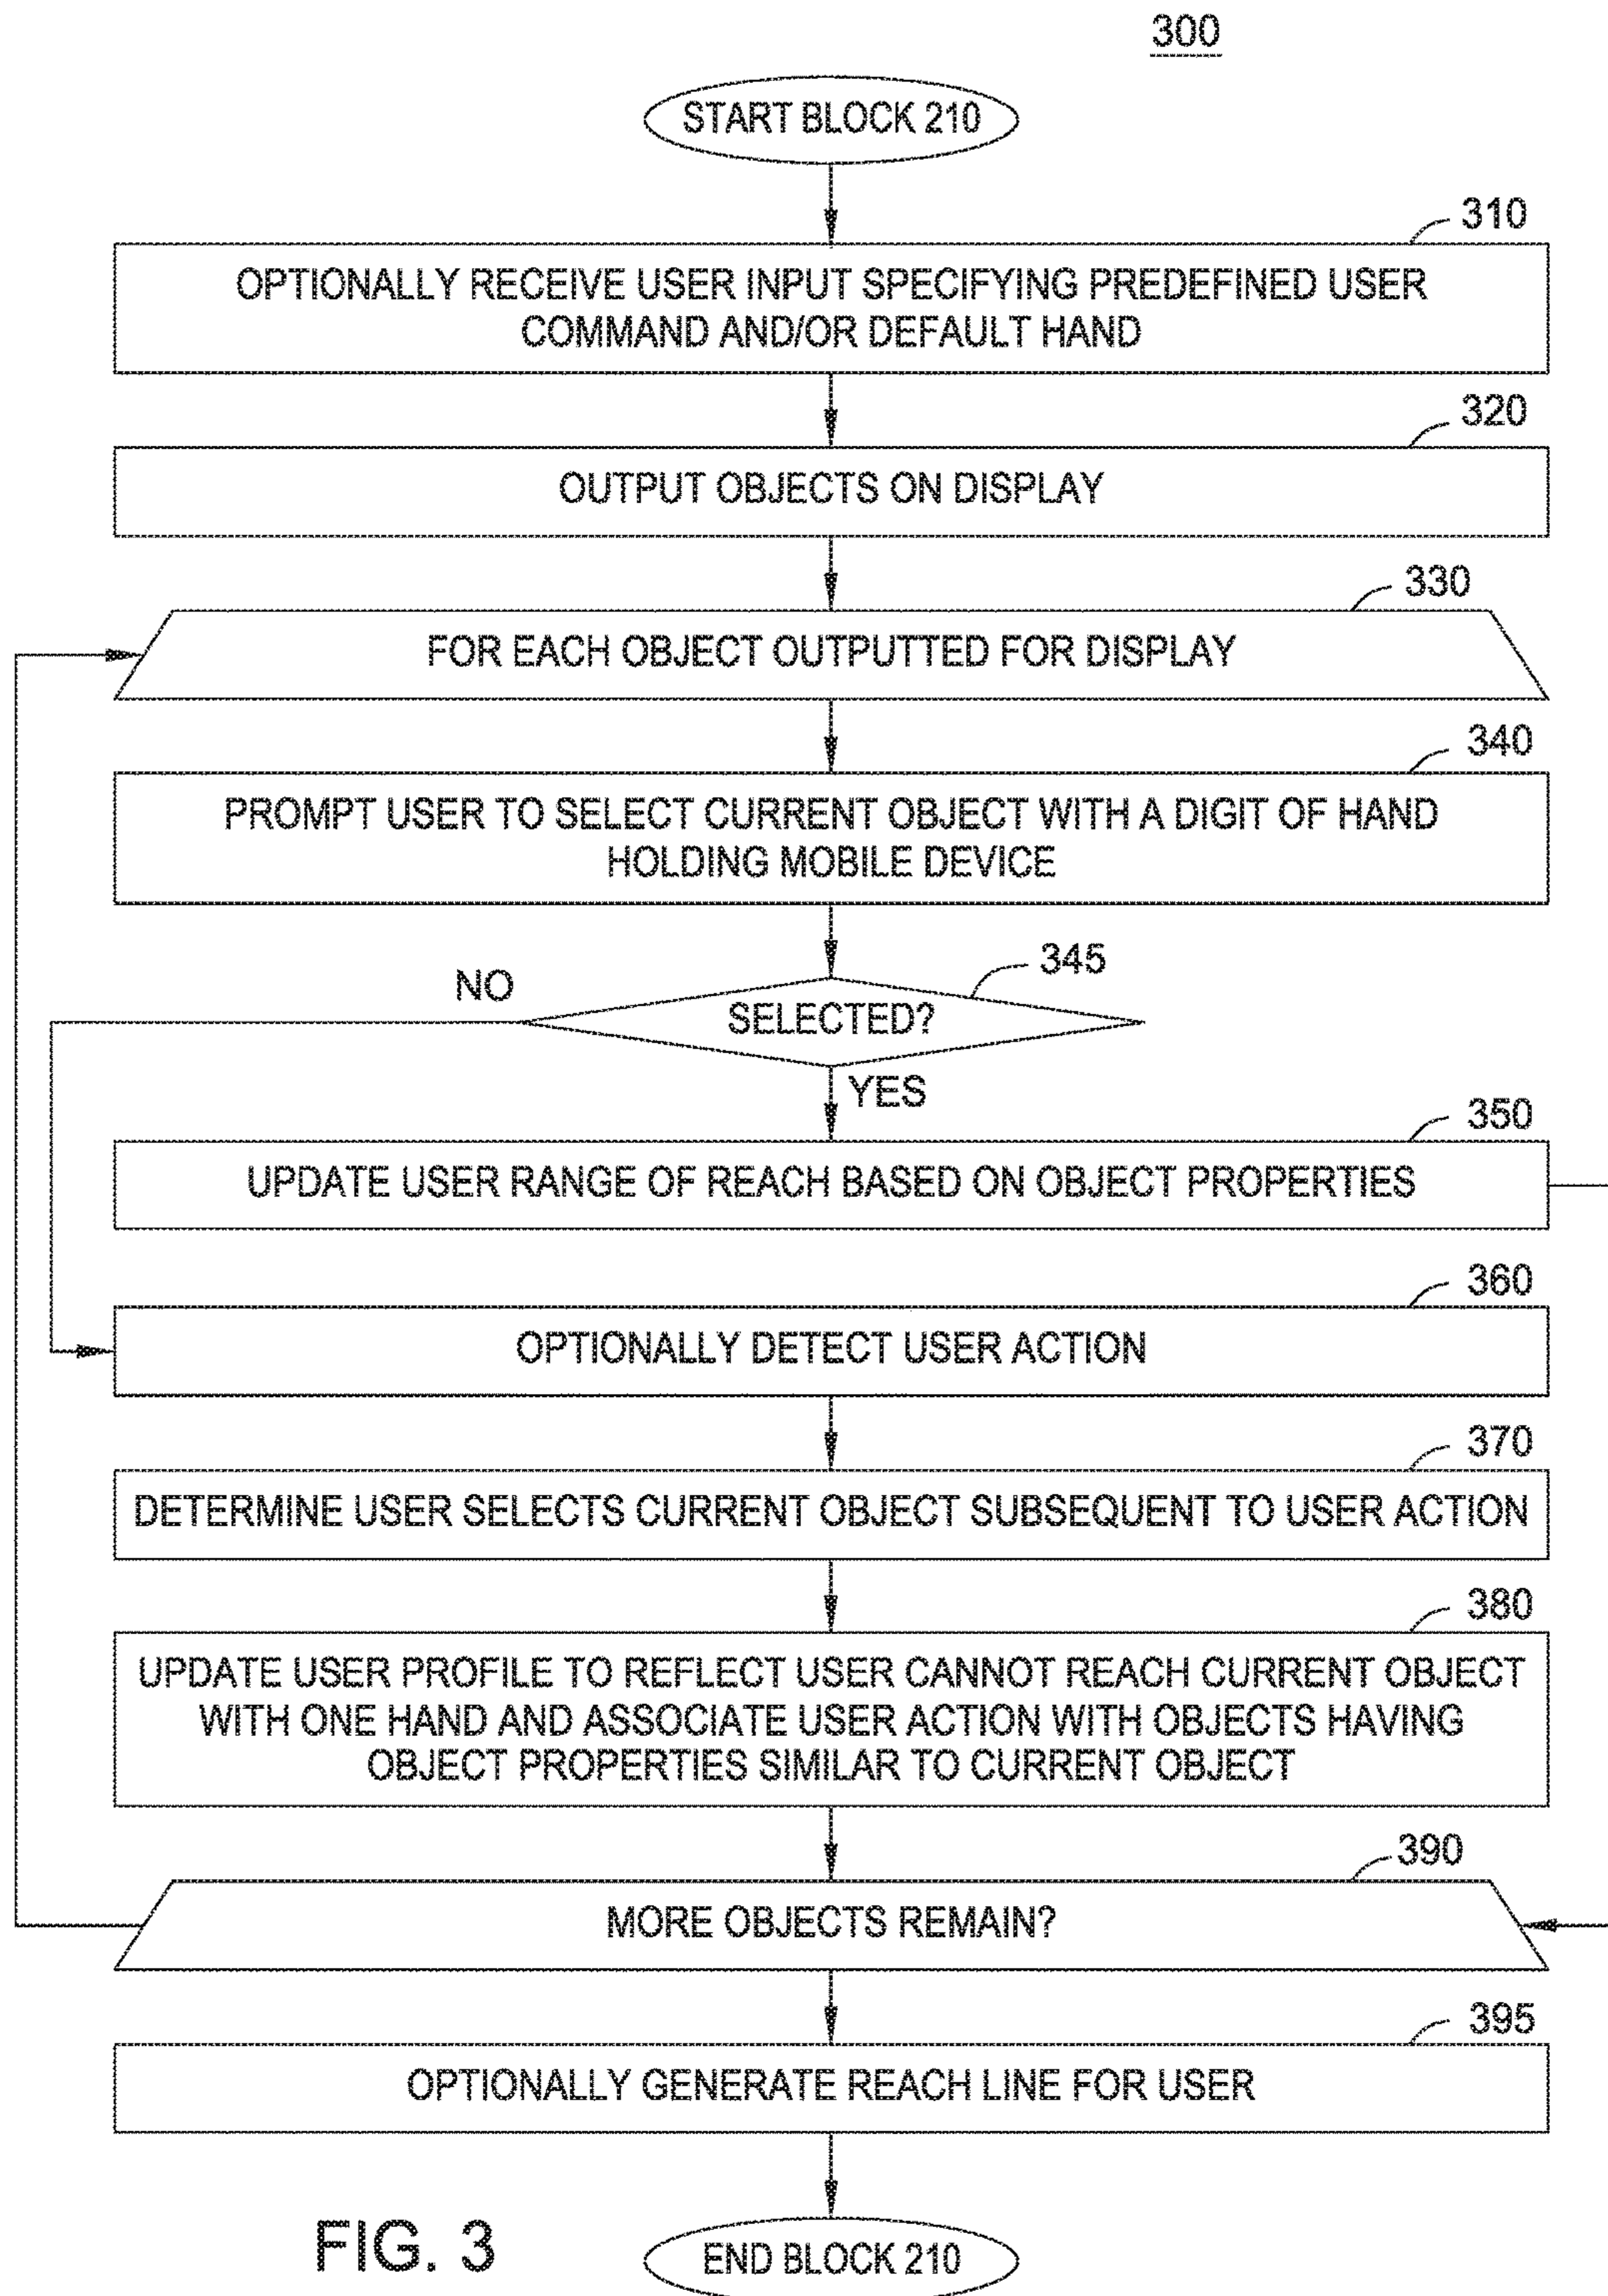 300
START BLOCK 210
310
OPTIONALLY RECEIVE USER INPUT SPECIFYING PREDEFINED USER
COMMAND AND/OR DEFAULT HAND
320
OUTPUT OBJECTS ON DISPLAY
330
FOR EACH OBJECT OUTPUTTED FOR DISPLAY
340
PROMPT USER TO SELECT CURRENT OBJECT WITH A DIGIT OF HAND
HOLDING MOBILE DEVICE
345
NO
SELECTED?
YES
350
UPDATE USER RANGE OF REACH BASED ON OBJECT PROPERTIES
360
OPTIONALLY DETECT USER ACTION
370
DETERMINE USER SELECTS CURRENT OBJECT SUBSEQUENT TO USER ACTION
380
UPDATE USER PROFILE TO REFLECT USER CANNOT REACH CURRENT OBJECT
WITH ONE HAND AND ASSOCIATE USER ACTION WITH OBJECTS HAVING
OBJECT PROPERTIES SIMILAR TO CURRENT OBJECT
390
MORE OBJECTS REMAIN?
395
OPTIONALLY GENERATE REACH LINE FOR USER
END BLOCK 210
FIG. 3